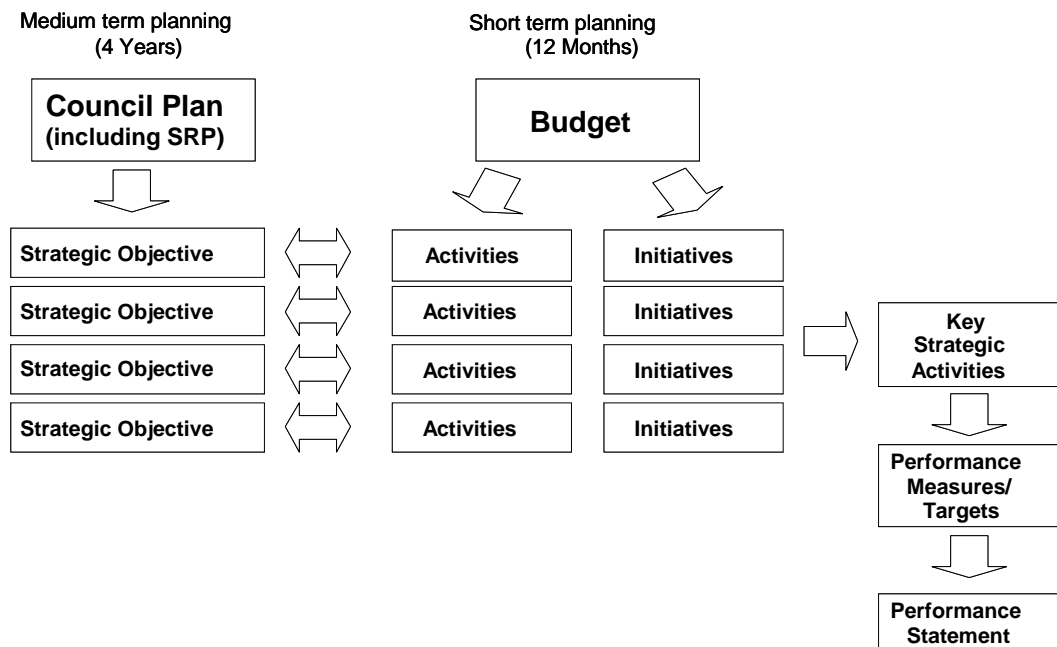 Medium term planning
(4 Years)
Short term planning
(12 Months)
Council Plan
(including SRP)
Budget
Strategic Objective
Activities
Initiatives
Strategic Objective
Activities
Initiatives
Strategic Objective
Activities
Initiatives
Strategic Objective
Activities
Initiatives
Key
Strategic
Activities
Performance
Measures/
Targets
Performance
Statement